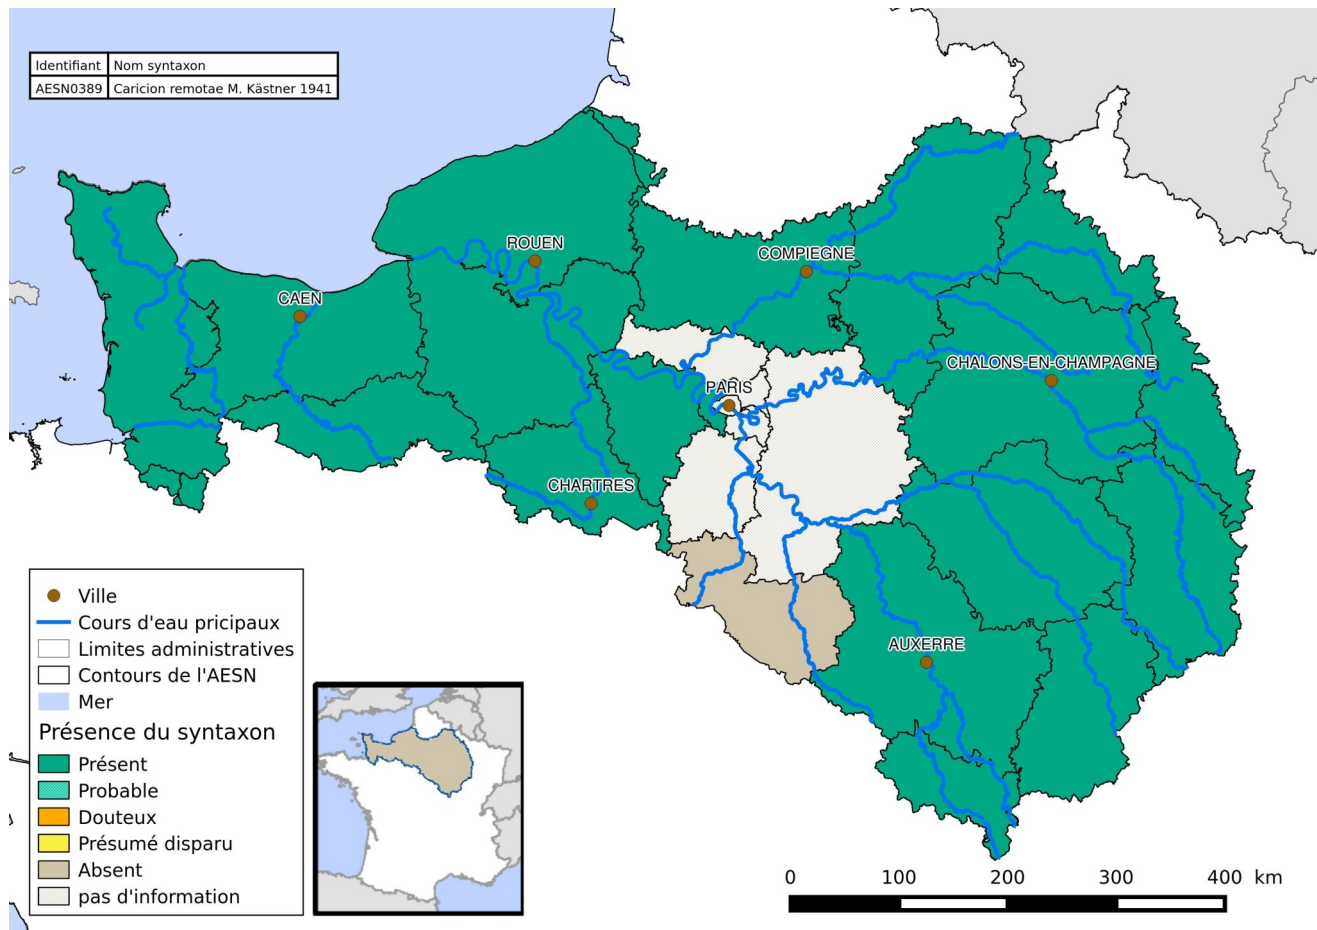 Identifiant Nom syntaxon
AESN0389 Caricion remotae M. Kästner 1941
ROUEN
COMPIEGNE
CAEN
CHALONS-EN-CHAMPAGNE
PARIS
CHARTRES
AUXERRE
Ville
Cours d'eau pricipaux
Limites administratives
Contours de l'AESN
Mer
Présence du syntaxon
Présent
Probable
Douteux
Présumé disparu
Absent
pas d'information
0 100 200 300 400 km